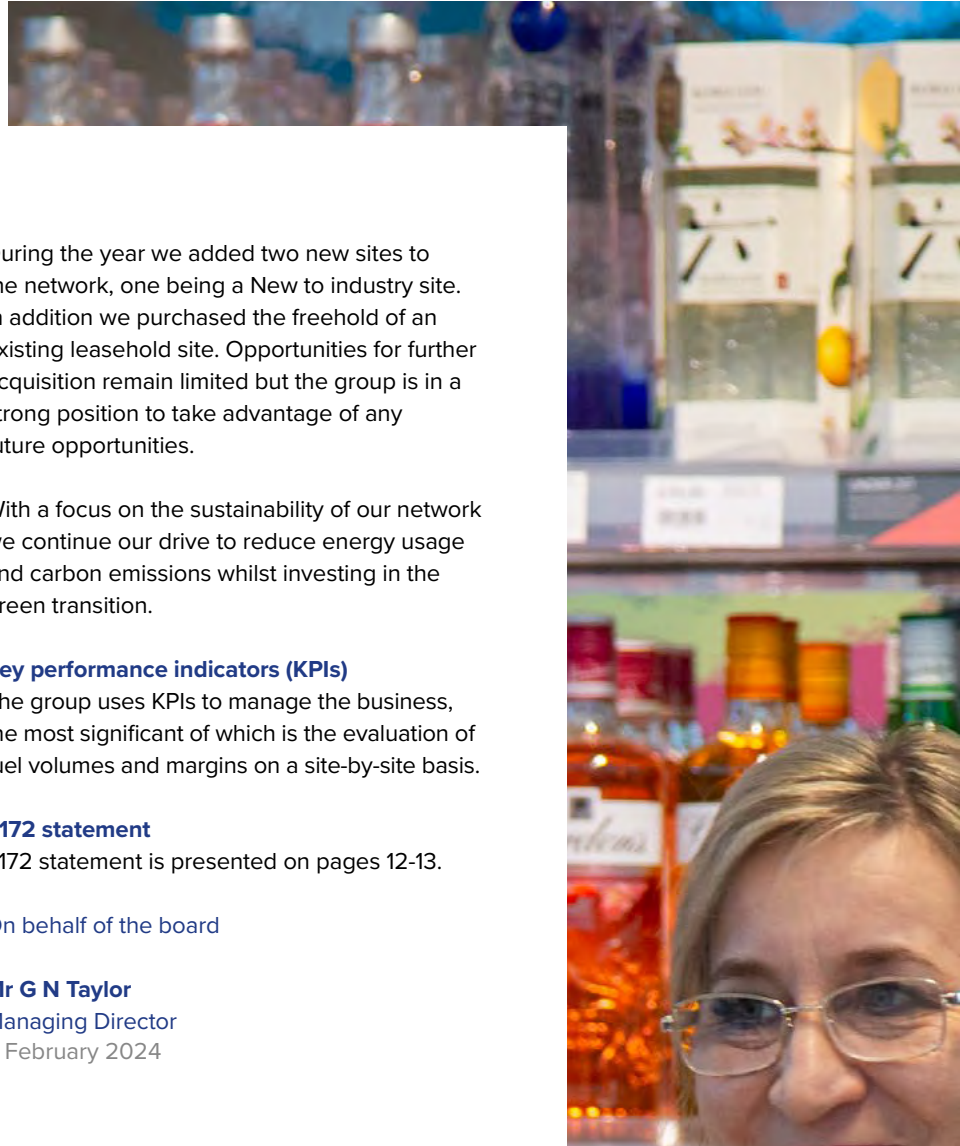 uring the year we added two new sites to
he network, one being a New to industry site.
addition we purchased the freehold of an
xisting leasehold site. Opportunities for further
cquisition remain limited but the group is in a
trong position to take advantage of any
uture opportunities.
ith a focus on the sustainability of our network
e continue our drive to reduce energy usage
nd carbon emissions whilst investing in the
reen transition.
ey performance indicators (KPIs)
he group uses KPIs to manage the business,
he most significant of which is the evaluation of
uel volumes and margins on a site-by-site basis.
172 statement
172 statement is presented on pages 12-13.
n behalf of the board
r G N Taylor
anaging Director
February 2024